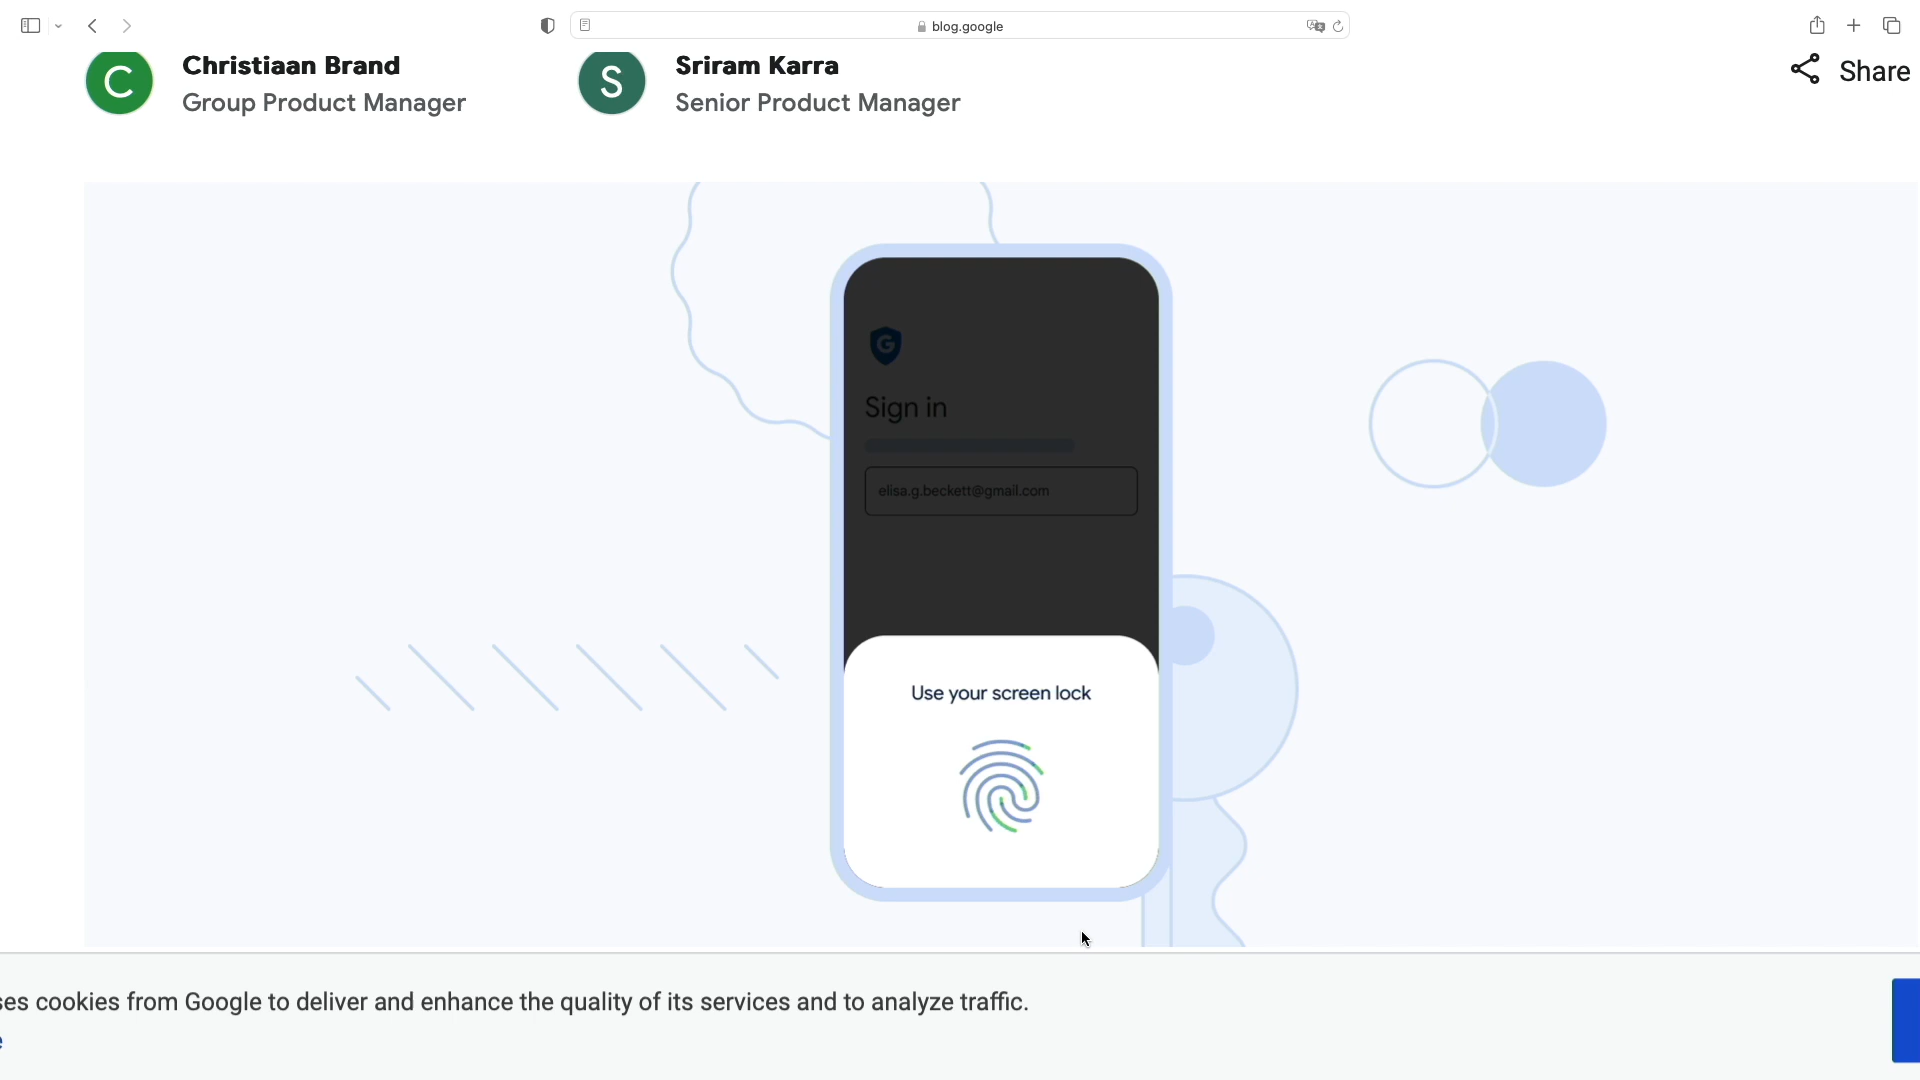 blog.google
C Christiaan Brand
Group Product Manager
S Sriram Karra
Senior Product Manager
Share
G
Sign in
elisa.g.beckett@gmail.com
Use your screen lock
es cookies from Google to deliver and enhance the quality of its services and to analyze traffic.